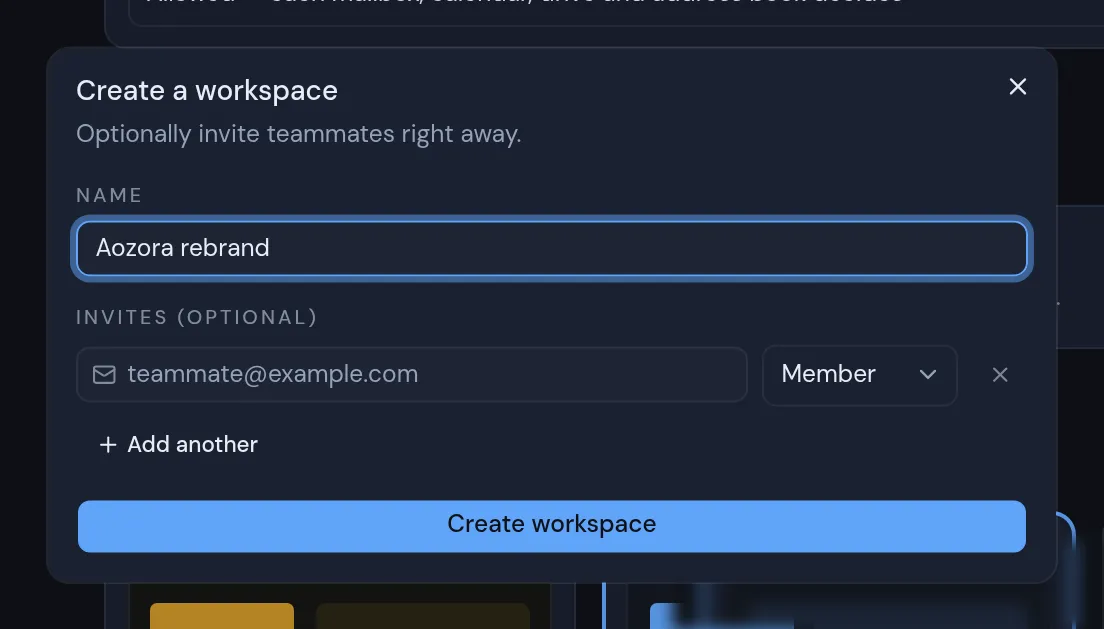 Create a workspace
Optionally invite teammates right away.
NAME
Aozora rebrand
INVITES (OPTIONAL)
teammate@example.com
Member
Add another
Create workspace